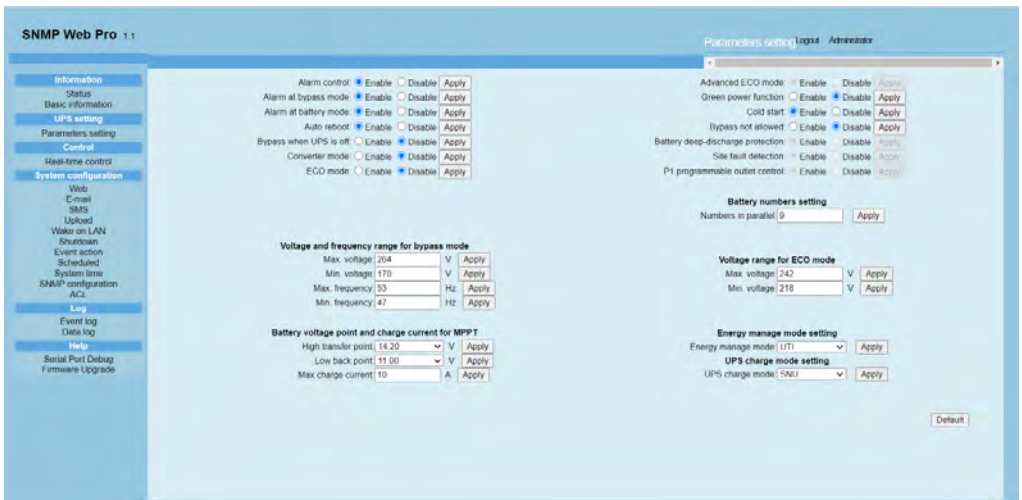 SNMP Web Pro 1.1
Parameters setting Logout Administrator
Information
Status
Basic information
UPS setting
Parameters setting
Control
Real-time control
System configuration
Web
E-mail
SMS
Upload
Wake on LAN
Shutdown
Event action
Scheduled
System time
SNMP configuration
ACL
Log
Event log
Data log
Help
Serial Port Debug
Firmware Upgrade
Alarm control: Enable Disable Apply
Alarm at bypass mode: Enable Disable Apply
Alarm at battery mode: Enable Disable Apply
Auto reboot: Enable Disable Apply
Bypass when UPS is off: Enable Disable Apply
Converter mode: Enable Disable Apply
ECO mode: Enable Disable Apply
Voltage and frequency range for bypass mode
Max. voltage: 264 V Apply
Min. voltage: 170 V Apply
Max. frequency: 53 Hz Apply
Min. frequency: 47 Hz Apply
Battery voltage point and charge current for MPPT
High transfer point: 14.20 V Apply
Low back point: 11.00 V Apply
Max charge current: 10 A Apply
Advanced ECO mode: Enable Disable Apply
Green power function: Enable Disable Apply
Cold start: Enable Disable Apply
Bypass not allowed: Enable Disable Apply
Battery deep-discharge protection: Enable Disable Apply
Site fault detection: Enable Disable Apply
P1 programmable outlet control: Enable Disable Apply
Battery numbers setting
Numbers in parallel: 9 Apply
Voltage range for ECO mode
Max. voltage: 242 V Apply
Min. voltage: 218 V Apply
Energy manage mode setting
Energy manage mode: UTI Apply
UPS charge mode setting
UPS charge mode: SNU Apply
Default